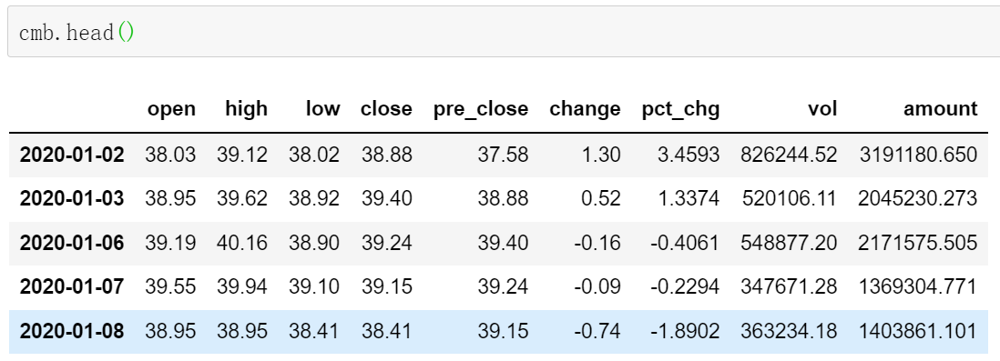 cmb.head()
open high low close pre_close change pct_chg vol amount
2020-01-02 38.03 39.12 38.02 38.88 37.58 1.30 3.4593 826244.52 3191180.650
2020-01-03 38.95 39.62 38.92 39.40 38.88 0.52 1.3374 520106.11 2045230.273
2020-01-06 39.19 40.16 38.90 39.24 39.40 -0.16 -0.4061 548877.20 2171575.505
2020-01-07 39.55 39.94 39.10 39.15 39.24 -0.09 -0.2294 347671.28 1369304.771
2020-01-08 38.95 38.95 38.41 38.41 39.15 -0.74 -1.8902 363234.18 1403861.101